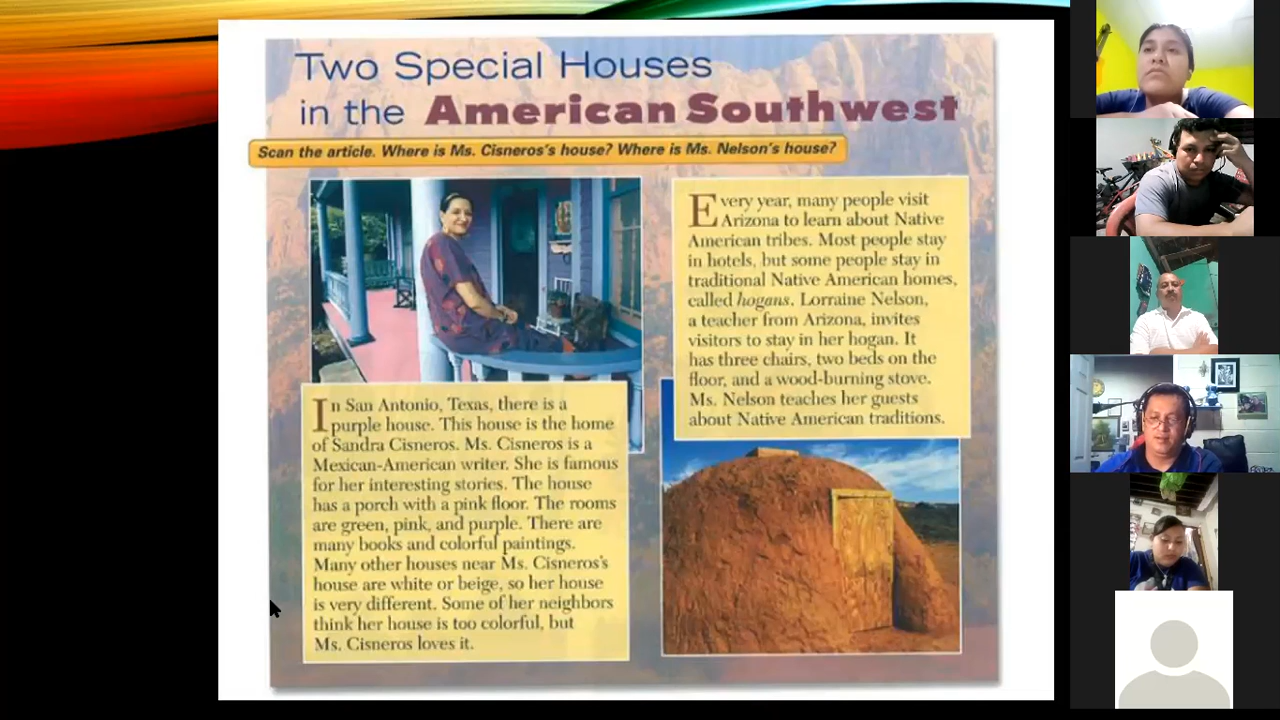 Two Special Houses
in the American Southwest
Scan the article. Where is Ms. Cisneros's house? Where is Ms. Nelson's house?
In San Antonio, Texas, there is a
purple house. This house is the home
of Sandra Cisneros. Ms. Cisneros is a
Mexican-American writer. She is famous
for her interesting stories. The house
has a porch with a pink floor. The rooms
are green, pink, and purple. There are
many books and colorful paintings.
Many other houses near Ms. Cisneros's
house are white or beige, so her house
is very different. Some of her neighbors
think her house is too colorful, but
Ms. Cisneros loves it.
Every year, many people visit
Arizona to learn about Native
American tribes. Most people stay
in hotels, but some people stay in
traditional Native American homes,
called hogans. Lorraine Nelson,
a teacher from Arizona, invites
visitors to stay in her hogan. It
has three chairs, two beds on the
floor, and a wood-burning stove.
Ms. Nelson teaches her guests
about Native American traditions.